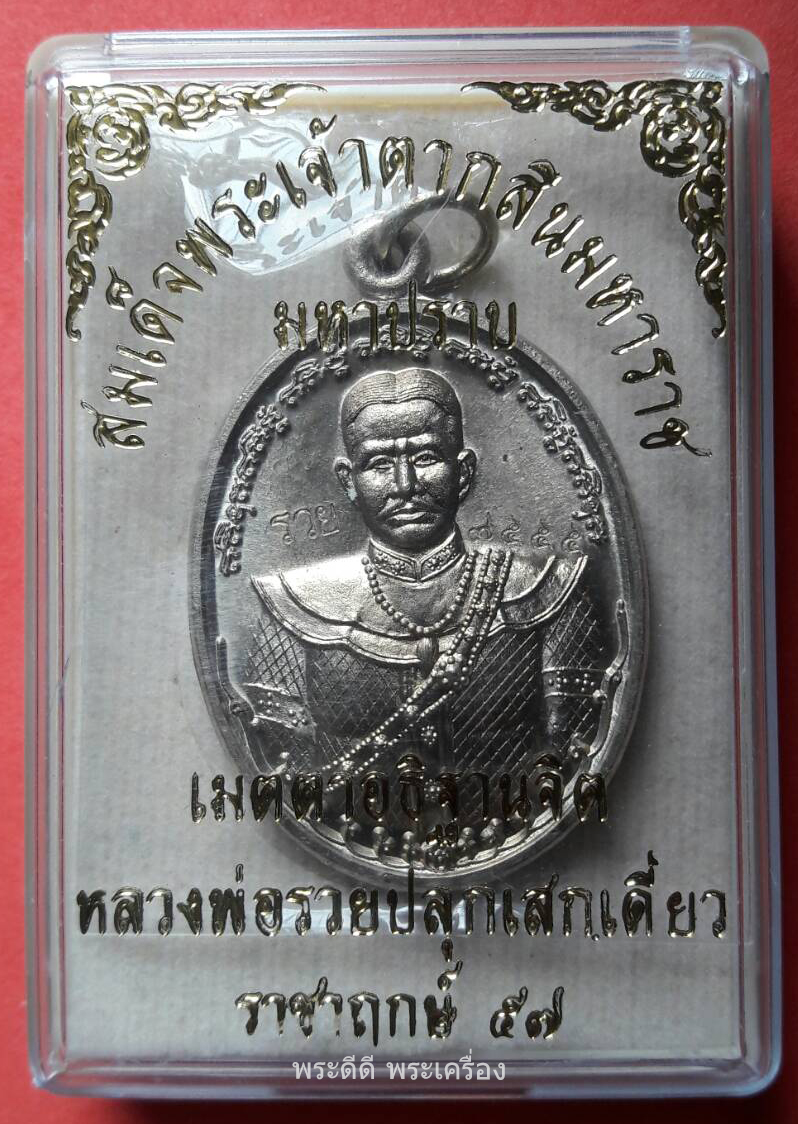 สมเด็จพระเจ้าตากสินมหาราช
มหาปราบ
รวย
เมตตาอธิฐานจิต
หลวงพ่อรวยปลุกเสกเดี่ยว
ราชาฤกษ์ ๕๗
พระดีดี พระเครื่อง